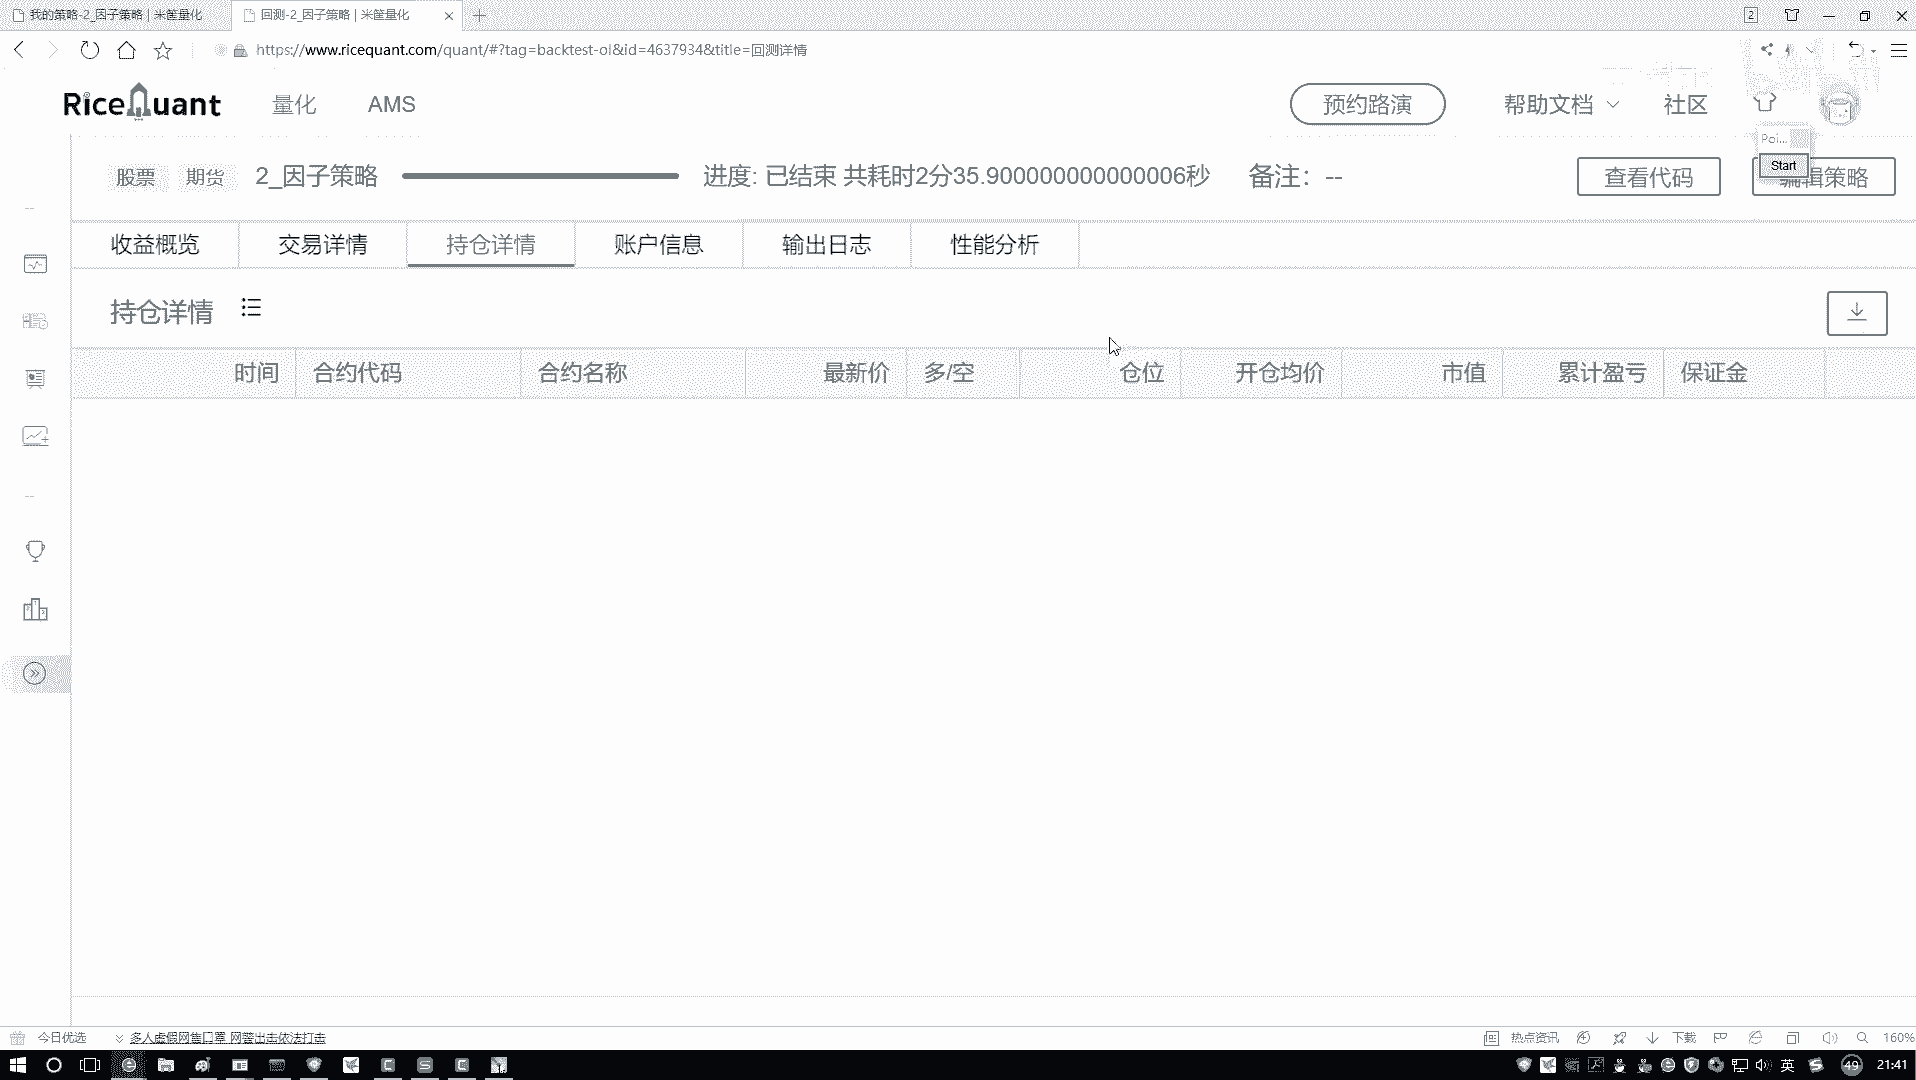 我的策略-2_因子策略 | 米筐量化
回测-2_因子策略 | 米筐量化
2
https://www.ricequant.com/quant/#?tag=backtest-ol&id=4637934&title=回测详情
RiceQuant
量化
AMS
预约路演
帮助文档
社区
Poi...
Start
股票
期货
2_因子策略
进度: 已结束 共耗时2分35.900000000000006秒
备注：--
查看代码
编辑策略
收益概览
交易详情
持仓详情
账户信息
输出日志
性能分析
持仓详情
时间
合约代码
合约名称
最新价
多/空
仓位
开仓均价
市值
累计盈亏
保证金
今日优选
多人虚假网售口罩 网警出击依法打击
热点资讯
下载
160%
英
49
21:41